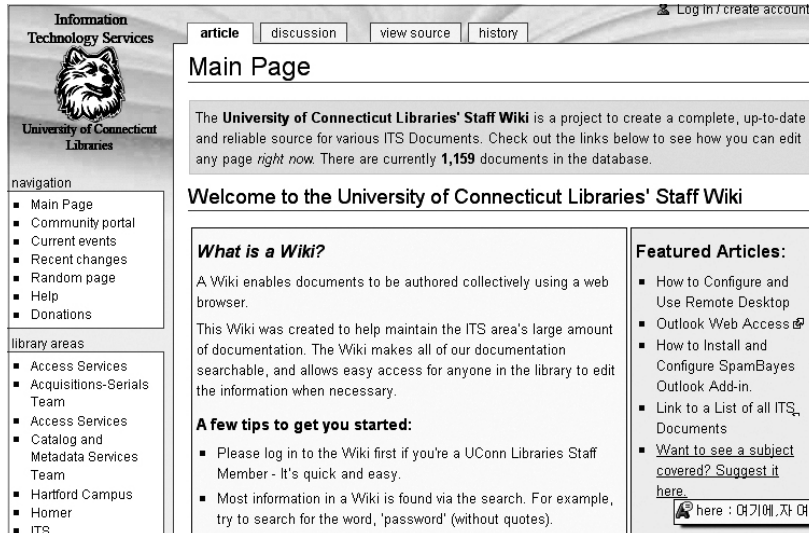 Information
Technology Services
University of Connecticut
Libraries
navigation
Main Page
Community portal
Current events
Recent changes
Random page
Help
Donations
library areas
Access Services
Acquisitions-Serials
Team
Access Services
Catalog and
Metadata Services
Team
Hartford Campus
Homer
ITS
Log in / create account
article discussion view source history
Main Page
The University of Connecticut Libraries' Staff Wiki is a project to create a complete, up-to-date
and reliable source for various ITS Documents. Check out the links below to see how you can edit
any page right now. There are currently 1,159 documents in the database.
Welcome to the University of Connecticut Libraries' Staff Wiki
What is a Wiki?
A Wiki enables documents to be authored collectively using a web
browser.
This Wiki was created to help maintain the ITS area's large amount
of documentation. The Wiki makes all of our documentation
searchable, and allows easy access for anyone in the library to edit
the information when necessary.
A few tips to get you started:
Please log in to the Wiki first if you're a UConn Libraries Staff
Member - It's quick and easy.
Most information in a Wiki is found via the search. For example,
try to search for the word, 'password' (without quotes).
Featured Articles:
How to Configure and
Use Remote Desktop
Outlook Web Access
How to Install and
Configure SpamBayes
Outlook Add-in.
Link to a List of all ITS
Documents
Want to see a subject
covered? Suggest it
here.
here : 여기에,자 여